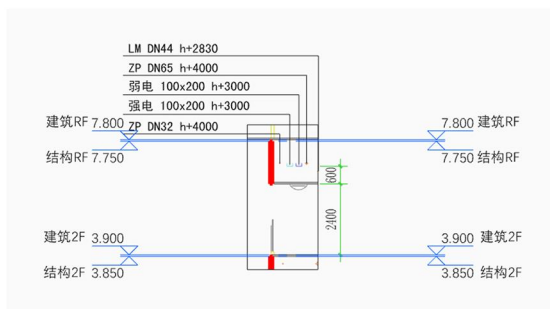 LM DN44 h+2830
ZP DN65 h+4000
弱电 100x200 h+3000
强电 100x200 h+3000
ZP DN32 h+4000
建筑RF 7.800
7.800 建筑RF
结构RF 7.750
7.750 结构RF
600
2400
建筑2F 3.900
3.900 建筑2F
结构2F 3.850
3.850 结构2F